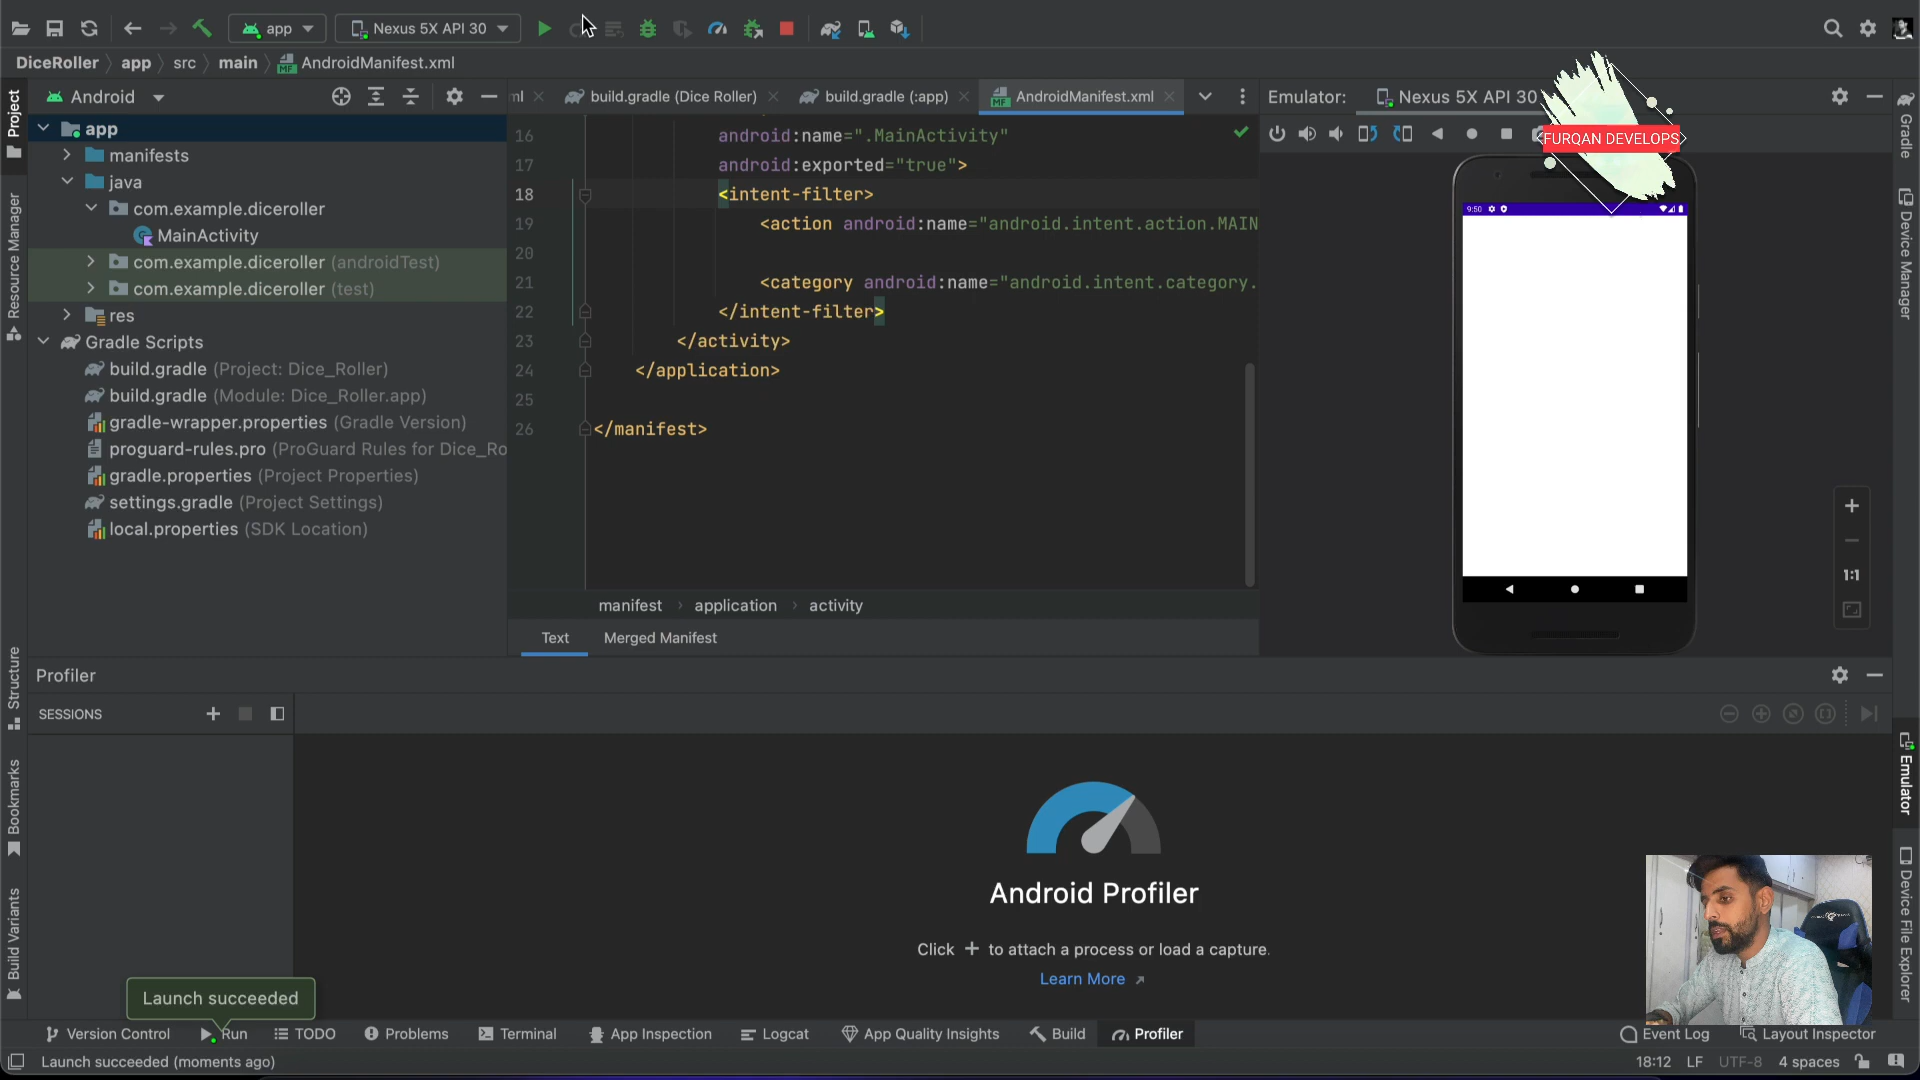 app
Nexus 5X API 30
DiceRoller
app
src
main
AndroidManifest.xml
Project
Resource Manager
Structure
Bookmarks
Build Variants
Android
app
manifests
java
com.example.diceroller
MainActivity
com.example.diceroller (androidTest)
com.example.diceroller (test)
res
Gradle Scripts
build.gradle (Project: Dice_Roller)
build.gradle (Module: Dice_Roller.app)
gradle-wrapper.properties (Gradle Version)
proguard-rules.pro (ProGuard Rules for Dice_Ro
gradle.properties (Project Properties)
settings.gradle (Project Settings)
local.properties (SDK Location)
ml
build.gradle (Dice Roller)
build.gradle (:app)
AndroidManifest.xml
16 android:name=".MainActivity"
17 android:exported="true">
18 <intent-filter>
19 <action android:name="android.intent.action.MAIN
20
21 <category android:name="android.intent.category.
22 </intent-filter>
23 </activity>
24 </application>
25
26 </manifest>
manifest
application
activity
Text
Merged Manifest
Emulator:
Nexus 5X API 30
FURQAN DEVELOPS
9:50
1:1
Gradle
Device Manager
Emulator
Device File Explorer
Profiler
SESSIONS
Android Profiler
Click + to attach a process or load a capture.
Learn More
Launch succeeded
Version Control
Run
TODO
Problems
Terminal
App Inspection
Logcat
App Quality Insights
Build
Profiler
Event Log
Layout Inspector
Launch succeeded (moments ago)
18:12
LF
UTF-8
4 spaces